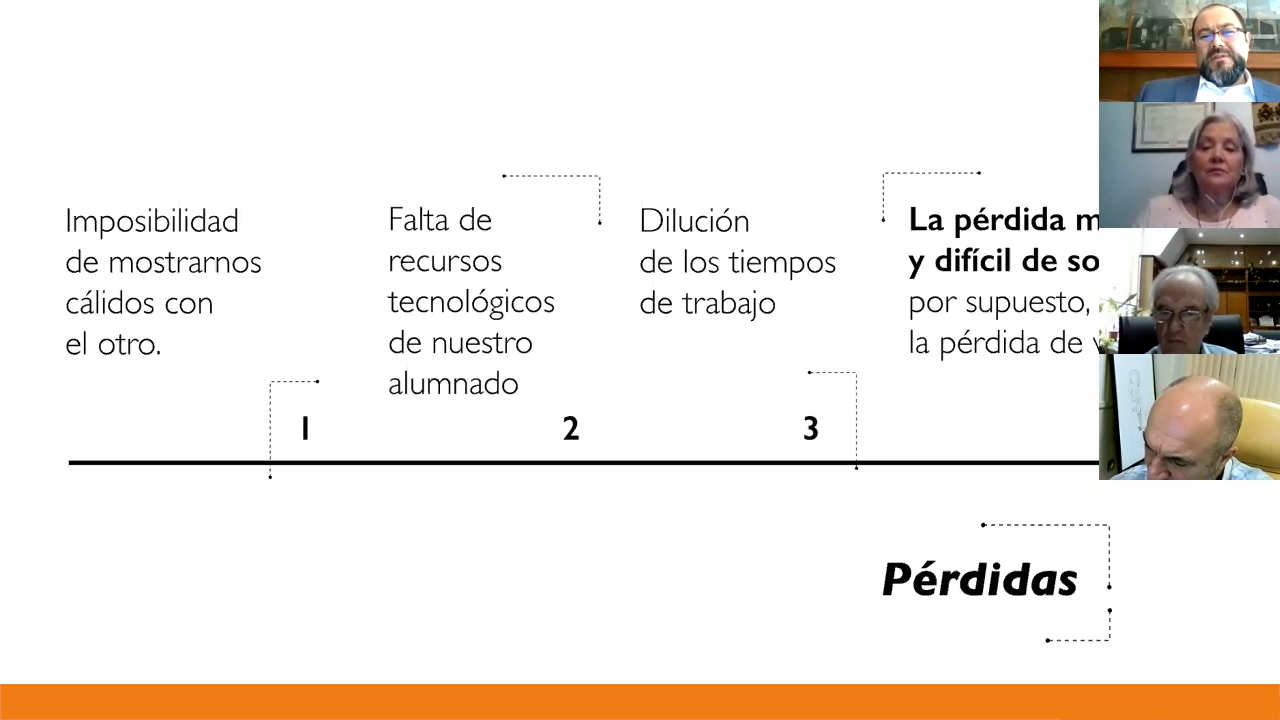 Imposibilidad
de mostrarnos
cálidos con
el otro.
1
Falta de
recursos
tecnológicos
de nuestro
alumnado
2
Dilución
de los tiempos
de trabajo
3
La pérdida
y difícil de
por supuesto,
la pérdida de
Pérdidas